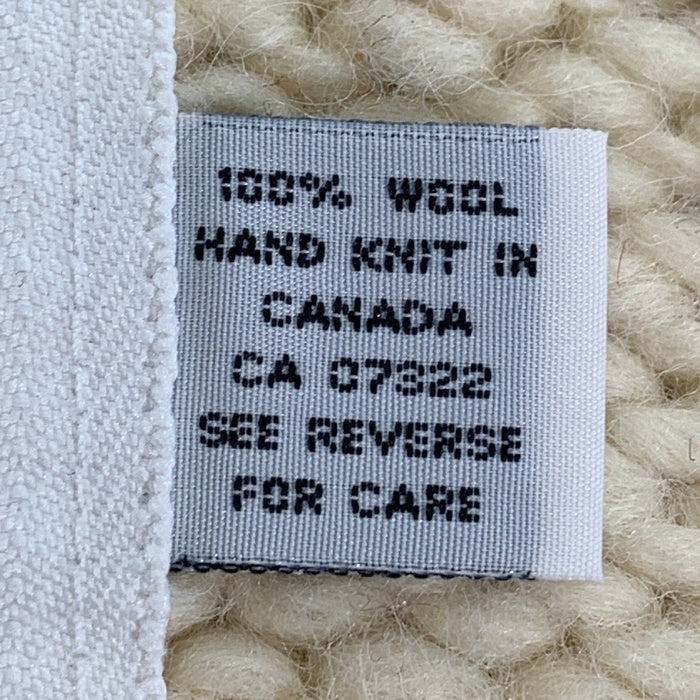 100% WOOL
HAND KNIT IN
CANADA
CA 07322
SEE REVERSE
FOR CARE